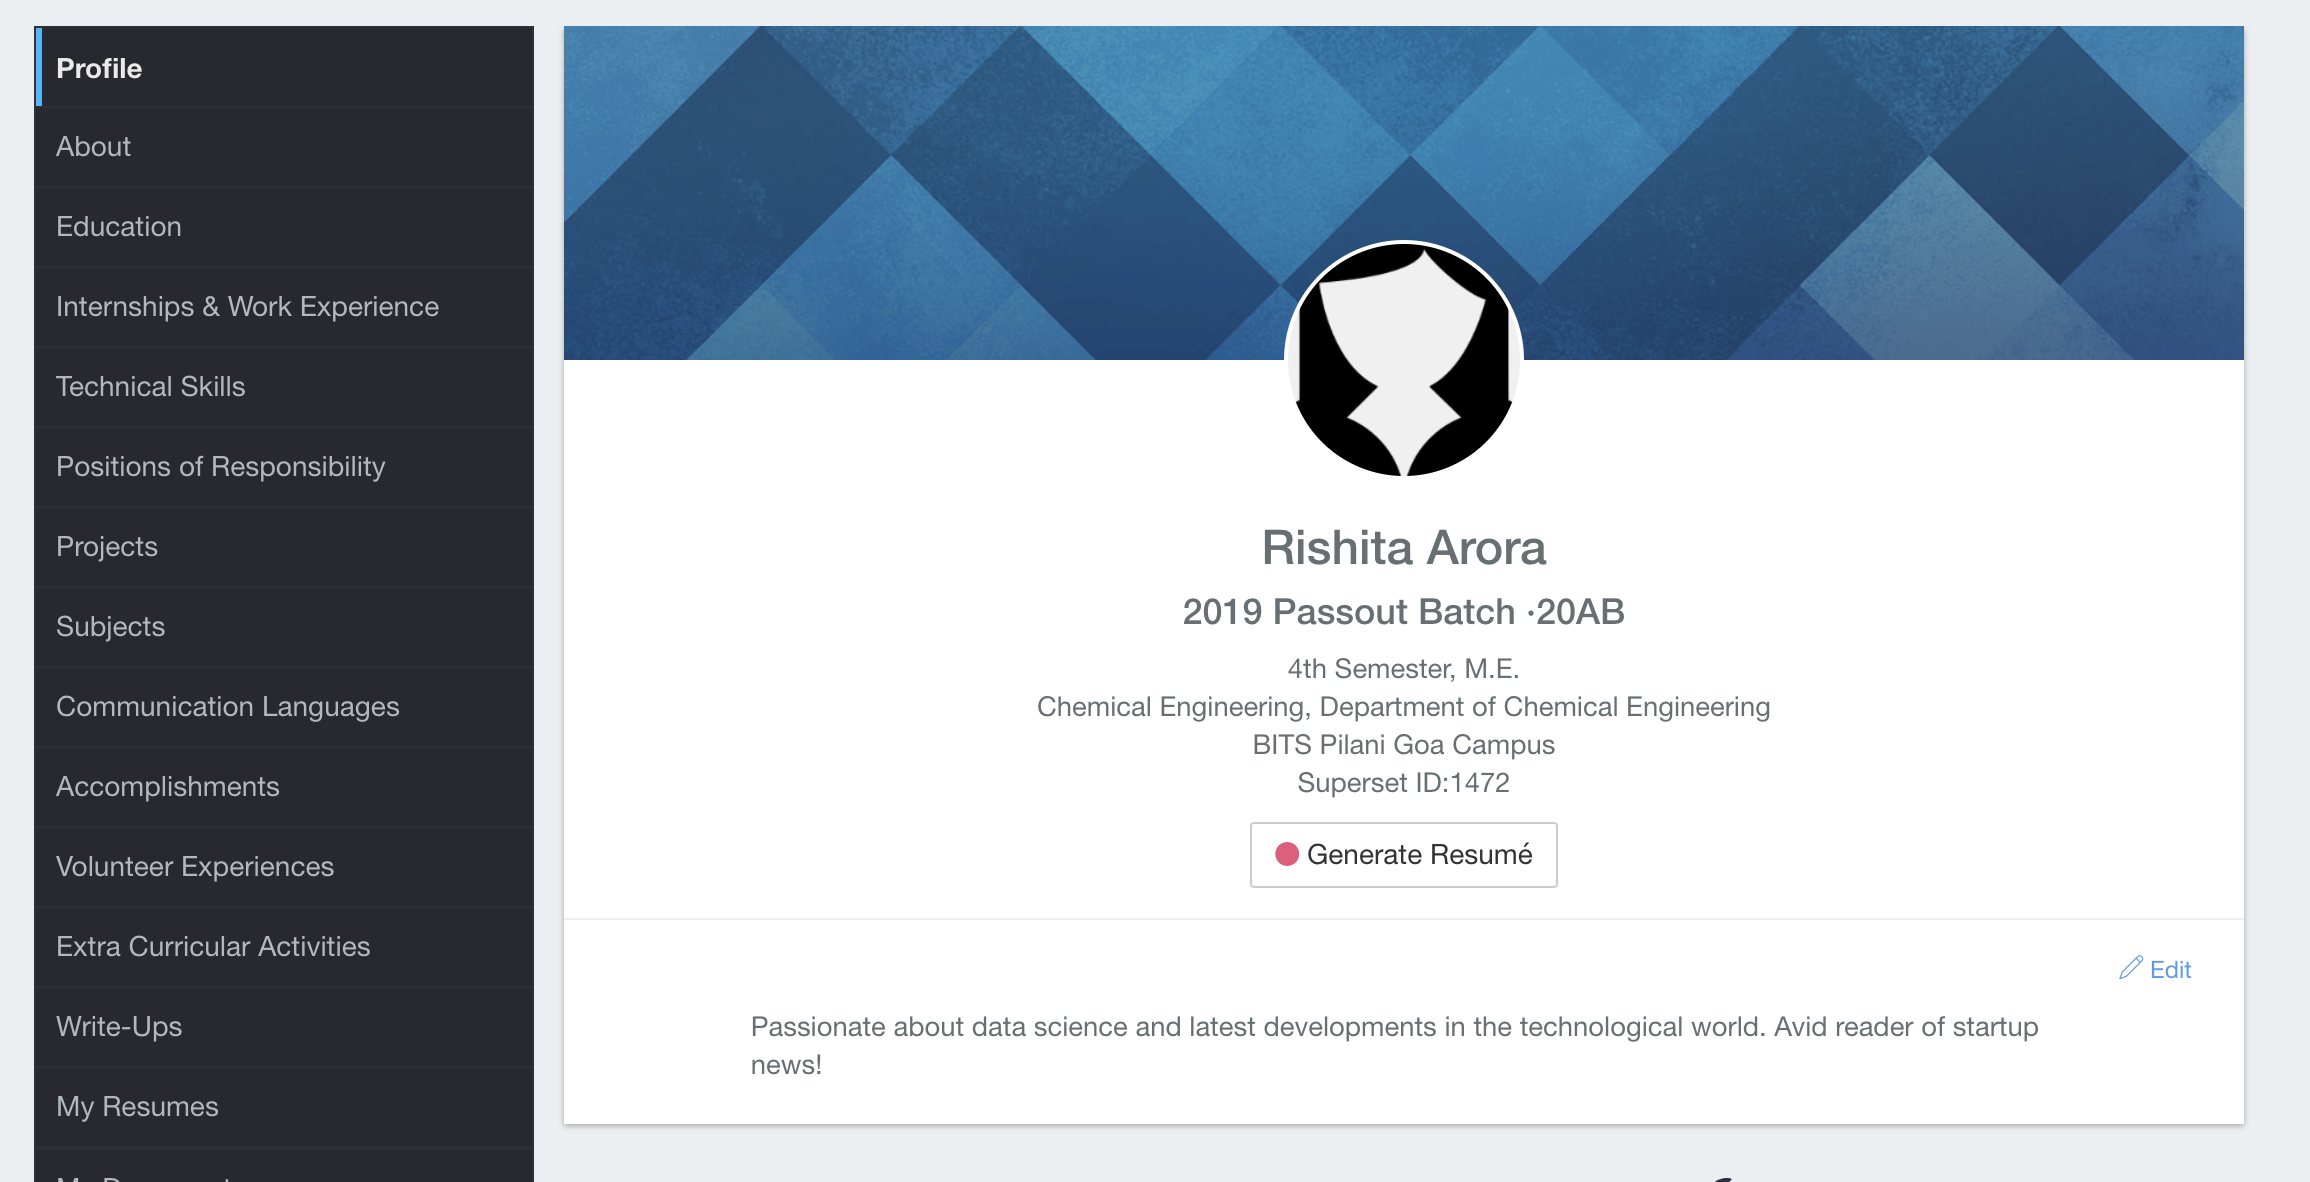 Profile
About
Education
Internships & Work Experience
Technical Skills
Positions of Responsibility
Projects
Subjects
Communication Languages
Accomplishments
Volunteer Experiences
Extra Curricular Activities
Write-Ups
My Resumes
Rishita Arora
2019 Passout Batch ·20AB
4th Semester, M.E.
Chemical Engineering, Department of Chemical Engineering
BITS Pilani Goa Campus
Superset ID:1472
Generate Resumé
Edit
Passionate about data science and latest developments in the technological world. Avid reader of startup
news!